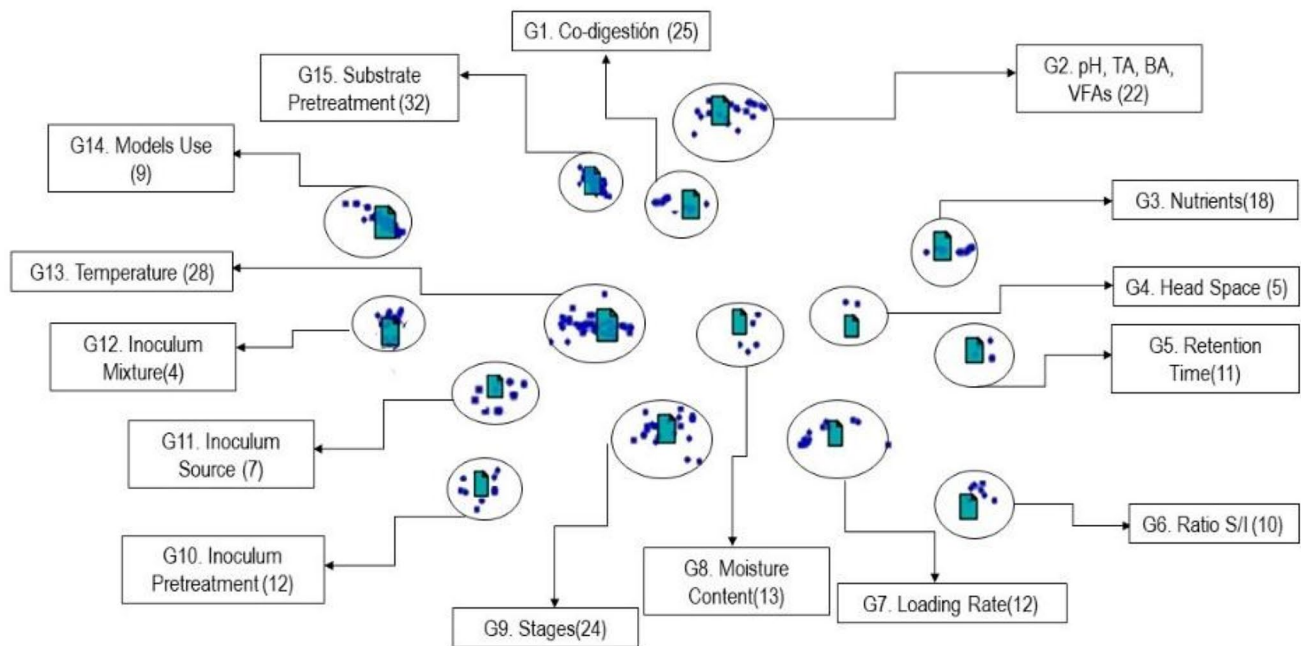 G1. Co-digestión (25)
G2. pH, TA, BA,
VFAs (22)
G3. Nutrients(18)
G4. Head Space (5)
G5. Retention
Time(11)
G6. Ratio S/I (10)
G7. Loading Rate(12)
G8. Moisture
Content(13)
G9. Stages(24)
G10. Inoculum
Pretreatment (12)
G11. Inoculum
Source (7)
G12. Inoculum
Mixture(4)
G13. Temperature (28)
G14. Models Use
(9)
G15. Substrate
Pretreatment (32)